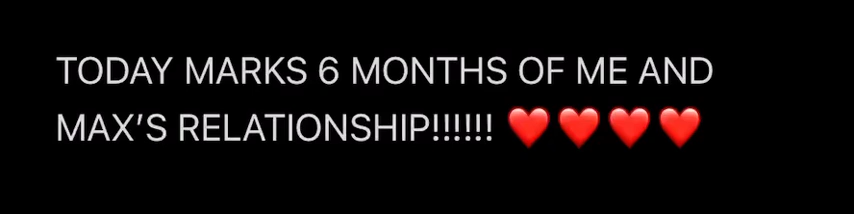 TODAY MARKS 6 MONTHS OF ME AND
MAX'S RELATIONSHIP!!!!!! ❤️❤️❤️❤️